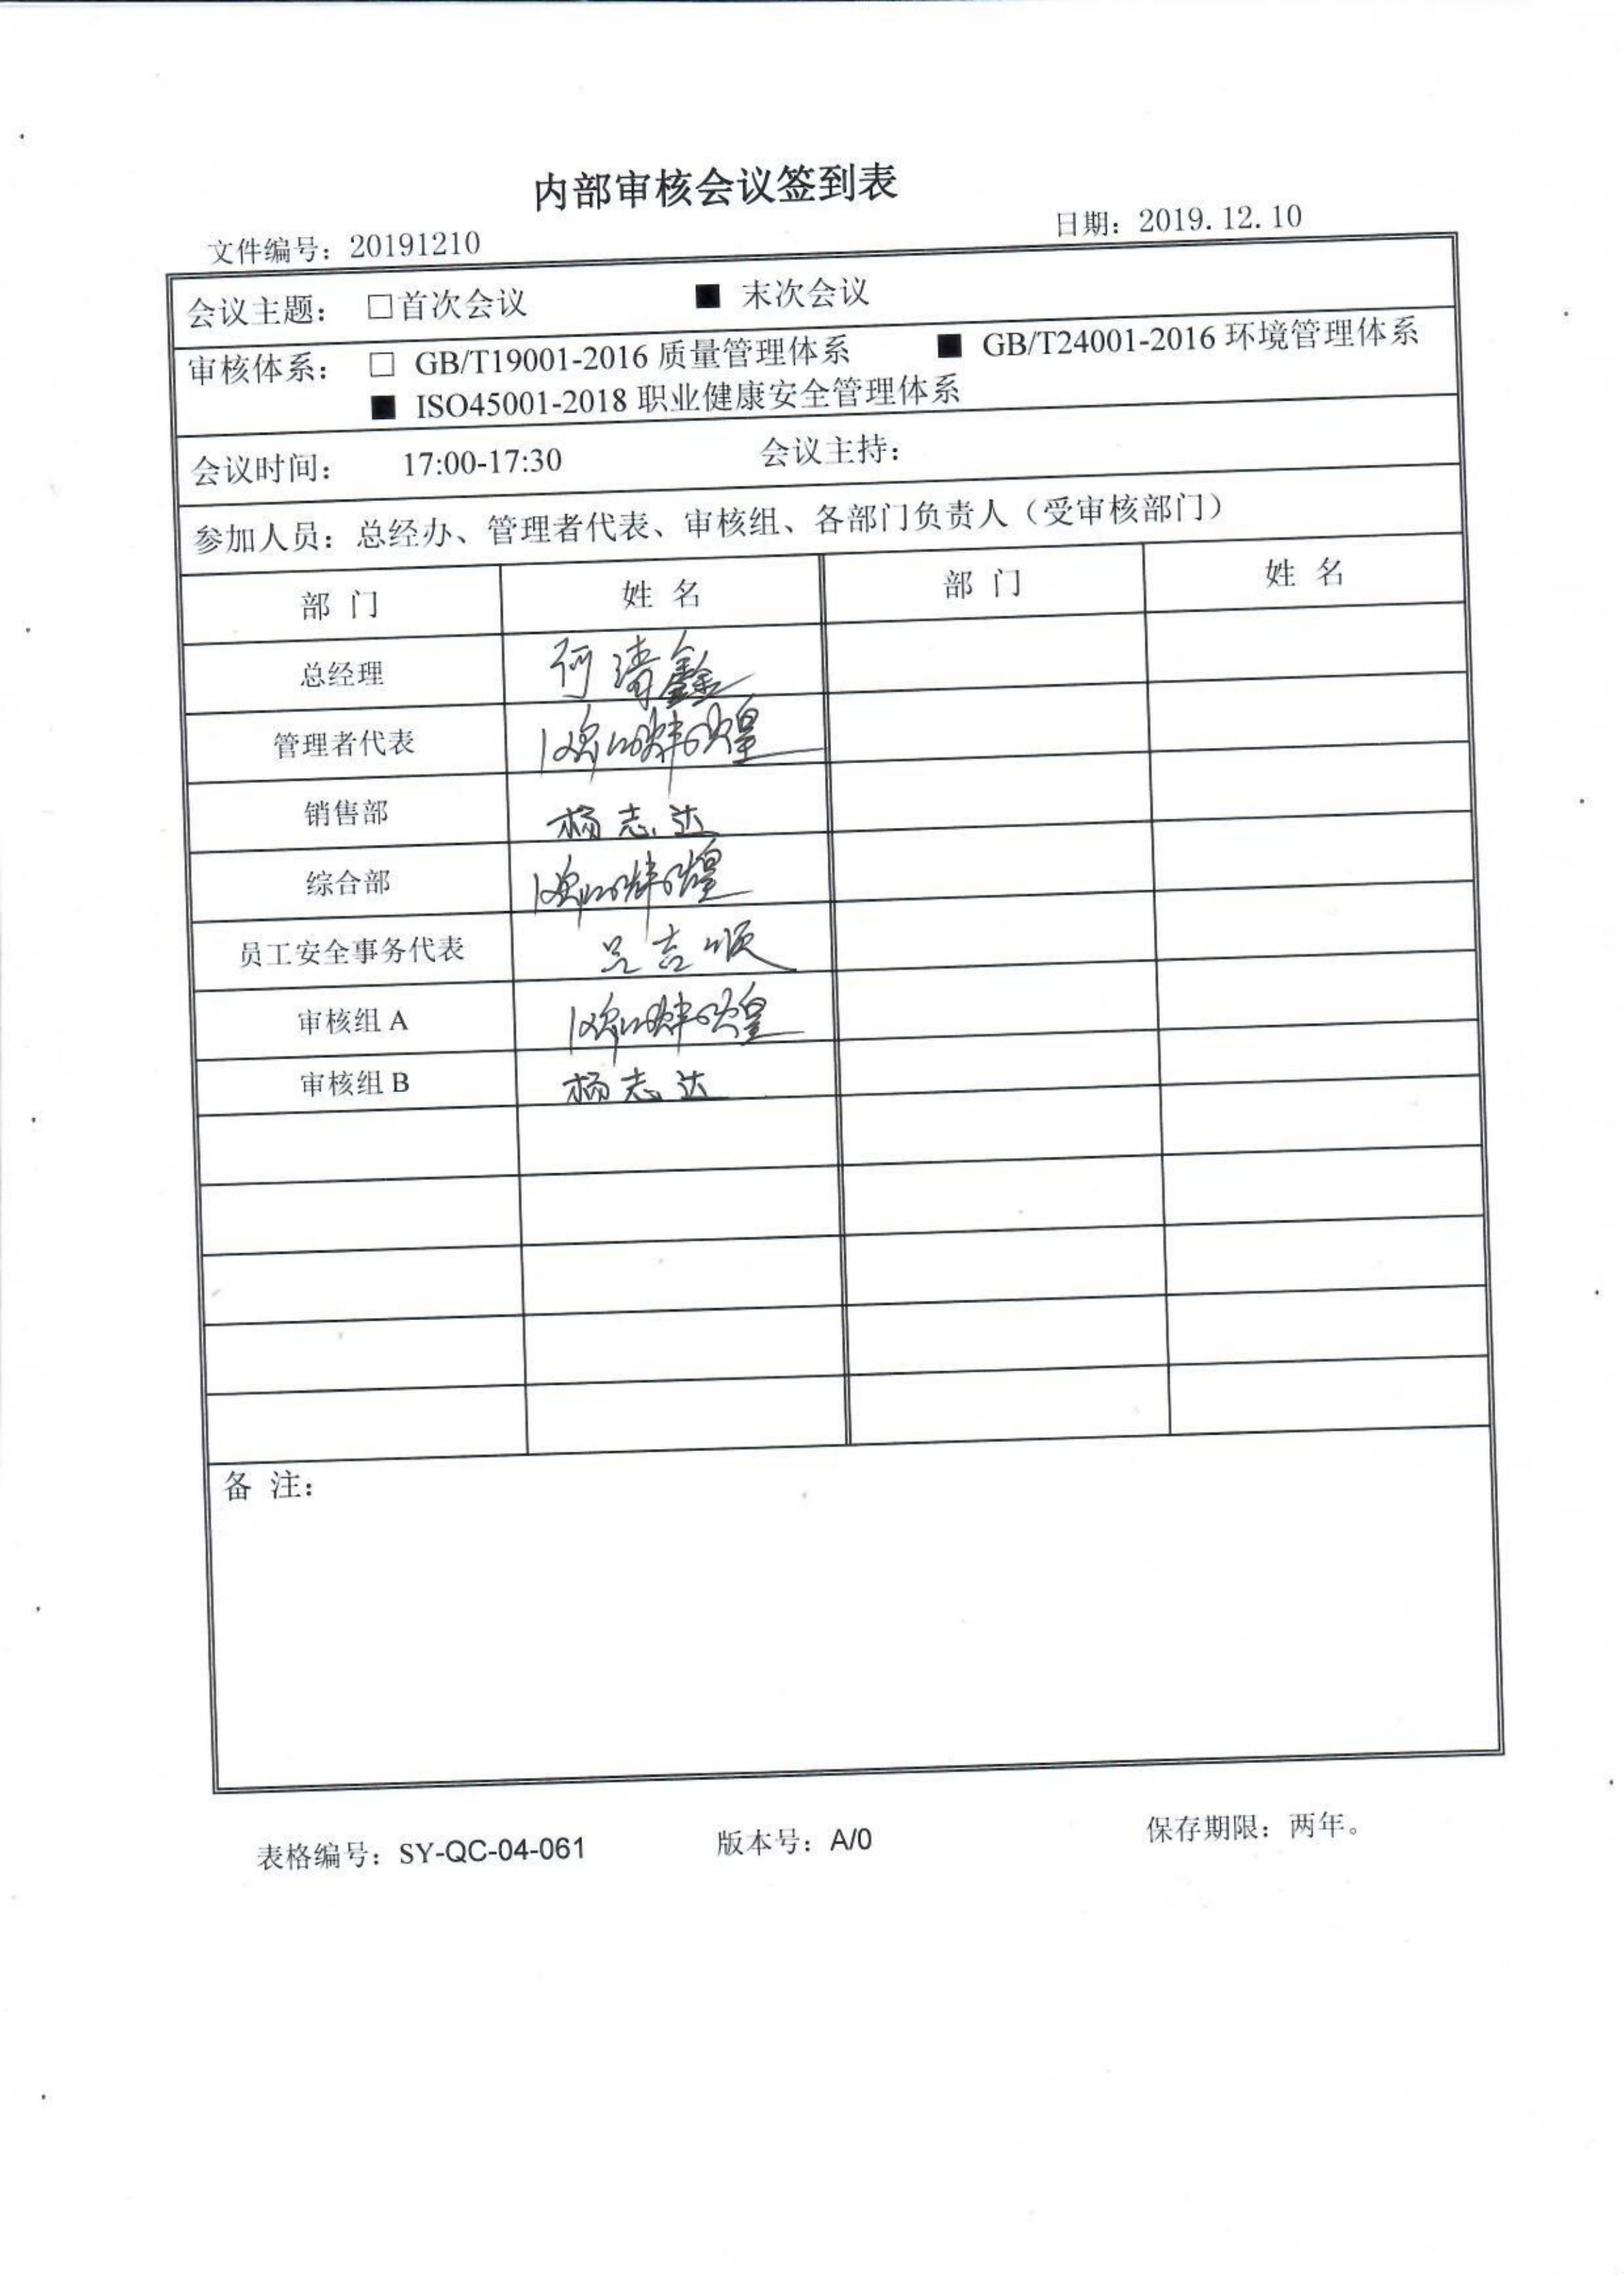 内部审核会议签到表
文件编号：20191210 日期：2019.12.10
会议主题： □首次会议 ■ 末次会议
审核体系： □ GB/T19001-2016 质量管理体系 ■ GB/T24001-2016 环境管理体系
■ ISO45001-2018 职业健康安全管理体系
会议时间： 17:00-17:30 会议主持：
参加人员：总经办、管理者代表、审核组、各部门负责人（受审核部门）
部 门 姓 名 部 门 姓 名
总经理 何清鑫
管理者代表
销售部 杨志达
综合部
员工安全事务代表 吕吉顺
审核组 A
审核组 B 杨志达
备 注：
表格编号：SY-QC-04-061 版本号：A/0 保存期限：两年。